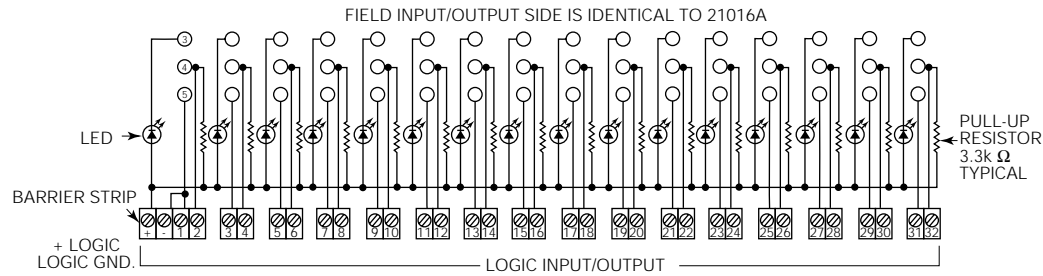 FIELD INPUT/OUTPUT SIDE IS IDENTICAL TO 21016A
3
4
5
LED
PULL-UP
RESISTOR
3.3k Ω
TYPICAL
BARRIER STRIP
+ - 1 2 3 4 5 6 7 8 9 10 11 12 13 14 15 16 17 18 19 20 21 22 23 24 25 26 27 28 29 30 31 32
+ LOGIC
LOGIC GND.
LOGIC INPUT/OUTPUT